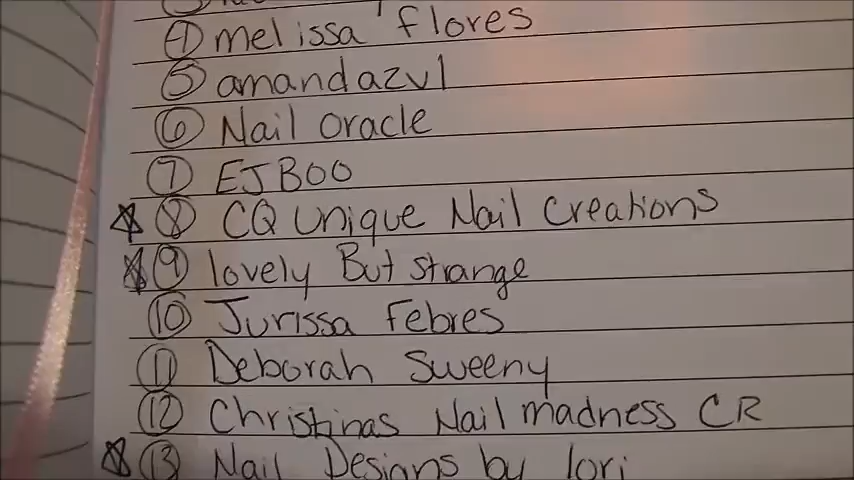 ④ melissa flores
⑤ amandazv1
⑥ Nail oracle
⑦ EJBOO
☆ ⑧ CQ Unique Nail Creations
☆ ⑨ lovely But strange
⑩ Jurissa Febres
⑪ Deborah Sweeny
⑫ Christinas Nail madness CR
☆ ⑬ Nail Designs by lori